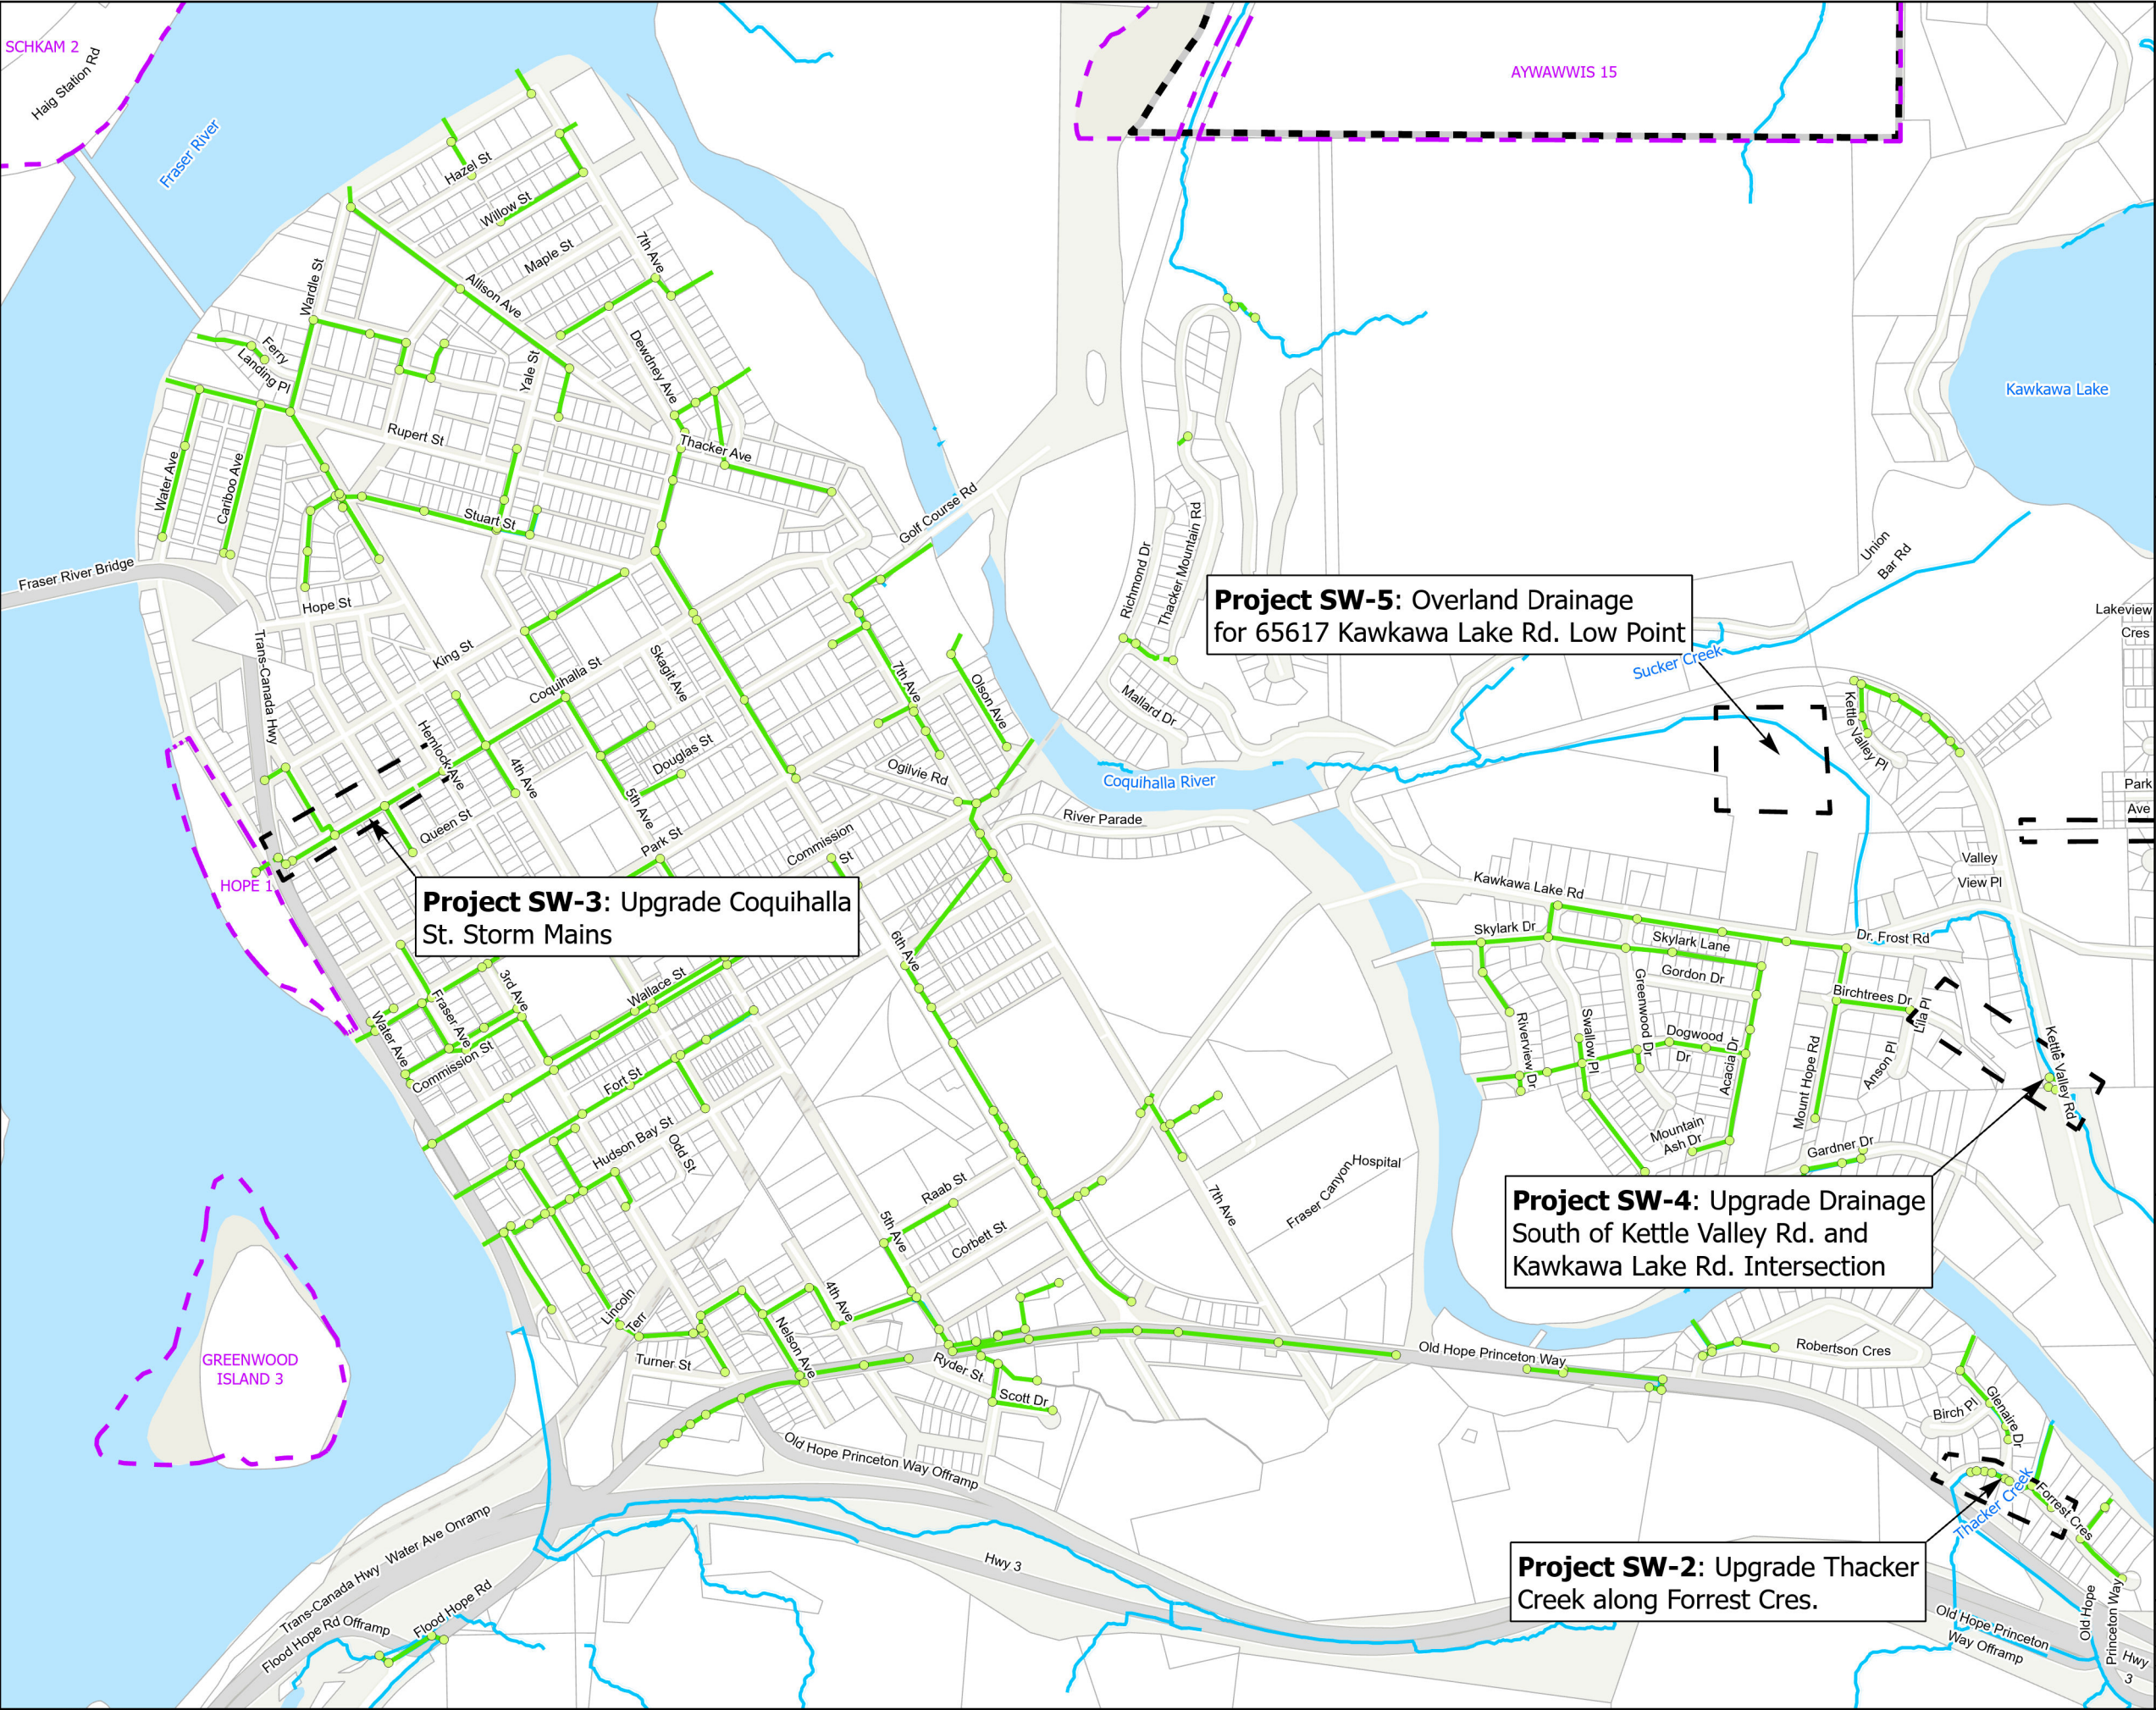 SCHKAM 2
Haig Station Rd
AYWAWWIS 15
Fraser River
Hazel St
Willow St
Maple St
7th Ave
Wardle St
Allison Ave
Ferry
Landing Pl
Yale St
Dewdney Ave
Kawkawa Lake
Rupert St
Thacker Ave
Water Ave
Cariboo Ave
Stuart St
Golf Course Rd
Thacker Mountain Rd
Richmond Dr
Union
Bar Rd
Fraser River Bridge
Hope St
Project SW-5: Overland Drainage
for 65617 Kawkawa Lake Rd. Low Point
Lakeview
Cres
Trans-Canada Hwy
King St
Coquihalla St
Skagit Ave
7th Ave
Olson Ave
Mallard Dr
Sucker Creek
Kettle Valley Pl
Hemlock Ave
4th Ave
Douglas St
Ogilvie Rd
Coquihalla River
Park
Ave
5th Ave
Queen St
Park St
Commission
St
River Parade
Valley
View Pl
HOPE 1
Project SW-3: Upgrade Coquihalla
St. Storm Mains
Kawkawa Lake Rd
Skylark Dr
Skylark Lane
Dr. Frost Rd
6th Ave
Gordon Dr
3rd Ave
Wallace St
Greenwood Dr
Birchtrees Dr
Lila Pl
Water Ave
Fraser Ave
Commission St
Riverview Dr
Swallow Pl
Dogwood
Dr
Acacia Dr
Mount Hope Rd
Anson Pl
Kettle Valley Rd
Fort St
Hudson Bay St
Odd St
Mountain
Ash Dr
Gardner Dr
Hospital
Fraser Canyon
Raab St
7th Ave
5th Ave
Corbett St
Project SW-4: Upgrade Drainage
South of Kettle Valley Rd. and
Kawkawa Lake Rd. Intersection
Lincoln
Terr
4th Ave
Nelson Ave
GREENWOOD
ISLAND 3
Turner St
Ryder St
Scott Dr
Old Hope Princeton Way
Robertson Cres
Birch Pl
Glenaire Dr
Old Hope Princeton Way Offramp
Thacker Creek
Forrest Cres
Water Ave Onramp
Trans-Canada Hwy
Hwy 3
Project SW-2: Upgrade Thacker
Creek along Forrest Cres.
Flood Hope Rd
Flood Hope Rd Offramp
Old Hope
Princeton Way
Old Hope Princeton
Way Offramp
Hwy
3